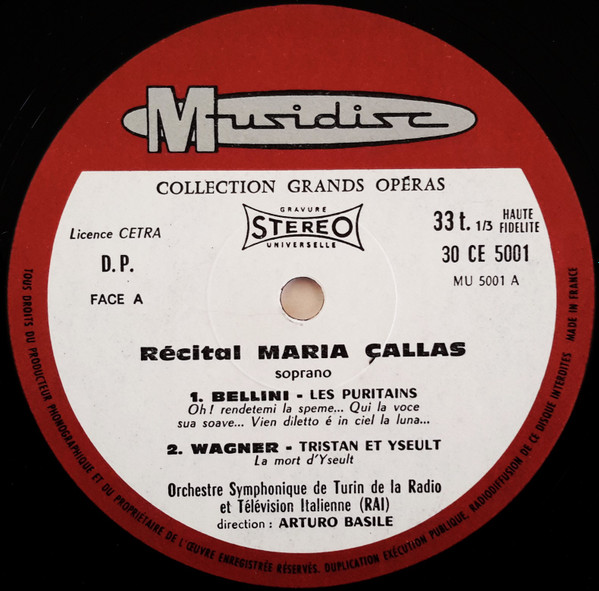 Musidisc
COLLECTION GRANDS OPÉRAS
GRAVURE
STEREO
UNIVERSELLE
33 t. 1/3 HAUTE FIDELITE
30 CE 5001
MU 5001 A
Licence CETRA
D.P.
FACE A
Récital MARIA ÇALLAS
soprano
1. BELLINI - LES PURITAINS
Oh! rendetemi la speme... Qui la voce
sua soave... Vien diletto é in ciel la luna...
2. WAGNER - TRISTAN ET YSEULT
La mort d'Yseult
Orchestre Symphonique de Turin de la Radio
et Télévision Italienne (RAI)
direction : ARTURO BASILE
TOUS DROITS DU PRODUCTEUR PHONOGRAPHIQUE ET DU PROPRIÉTAIRE DE L'ŒUVRE ENREGISTRÉE RÉSERVÉS. DUPLICATION EXÉCUTION PUBLIQUE, RADIODIFFUSION DE CE DISQUE INTERDITES MADE IN FRANCE